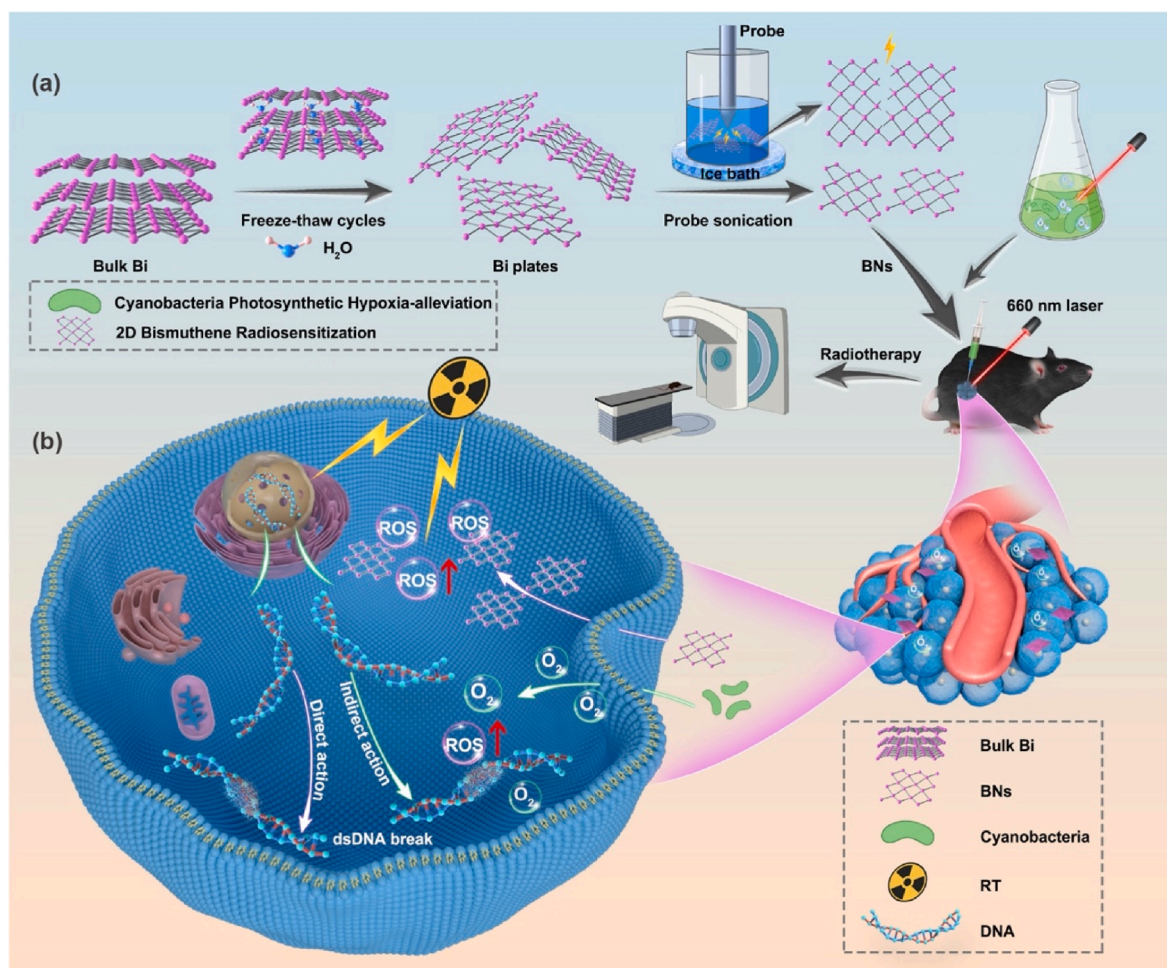 (a)
Probe
Ice bath
Freeze-thaw cycles
H₂O
Probe sonication
Bulk Bi
Bi plates
BNs
Cyanobacteria Photosynthetic Hypoxia-alleviation
2D Bismuthene Radiosensitization
660 nm laser
Radiotherapy
(b)
ROS
ROS
ROS
O₂
O₂
O₂
ROS
O₂
Direct action
Indirect action
dsDNA break
Bulk Bi
BNs
Cyanobacteria
RT
DNA